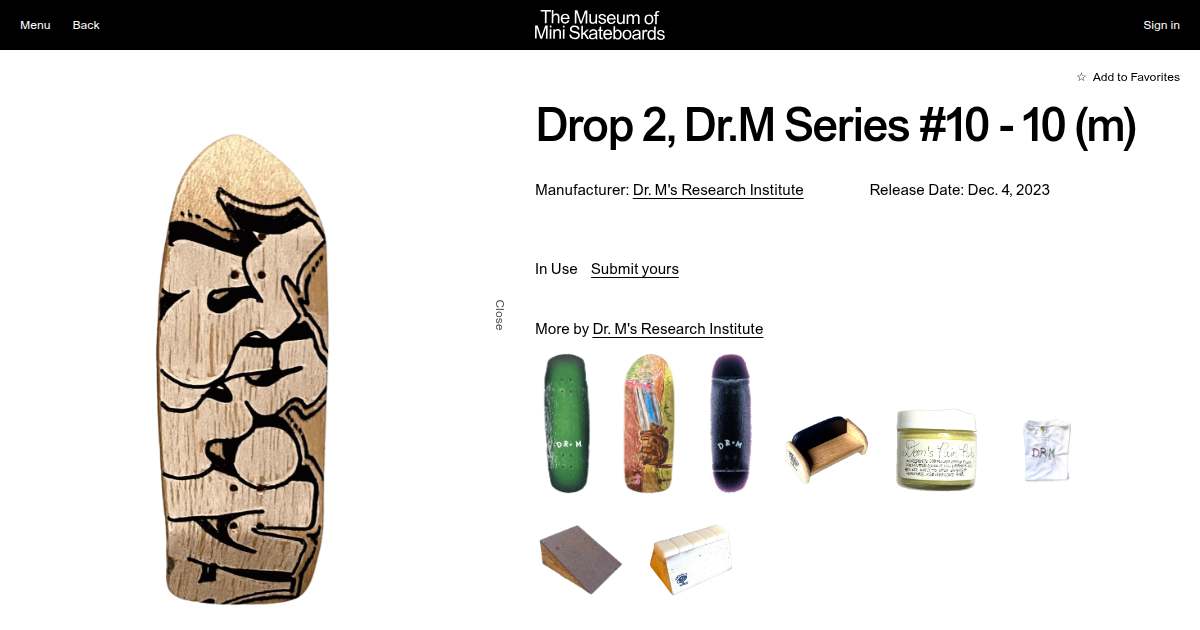 Menu
Back
The Museum of
Mini Skateboards
Sign in
☆ Add to Favorites
Drop 2, Dr.M Series #10 - 10 (m)
Manufacturer: Dr. M's Research Institute
Release Date: Dec. 4, 2023
In Use
Submit yours
Close
More by Dr. M's Research Institute
DR•M
DR•M
DR.M